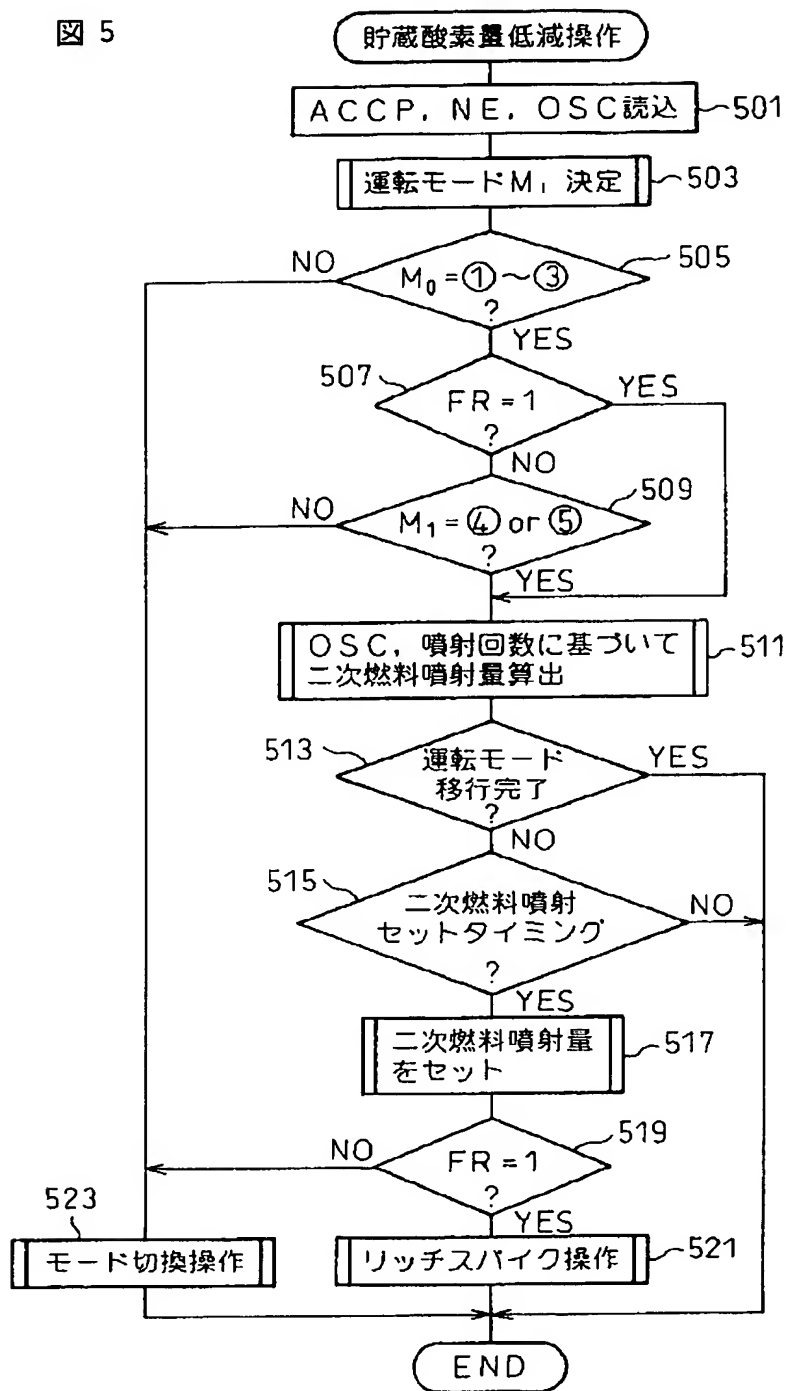 図 5
貯蔵酸素量低減操作
ACCP, NE, OSC読込
501
運転モードM₁ 決定
503
NO
M₀=①~③
?
505
YES
507
FR=1
?
YES
NO
509
NO
M₁=④ or ⑤
?
YES
OSC, 噴射回数に基づいて
二次燃料噴射量算出
511
513
運転モード
移行完了
?
YES
NO
515
二次燃料噴射
セットタイミング
?
NO
YES
二次燃料噴射量
をセット
517
NO
FR=1
?
519
YES
523
モード切換操作
リッチスパイク操作
521
END